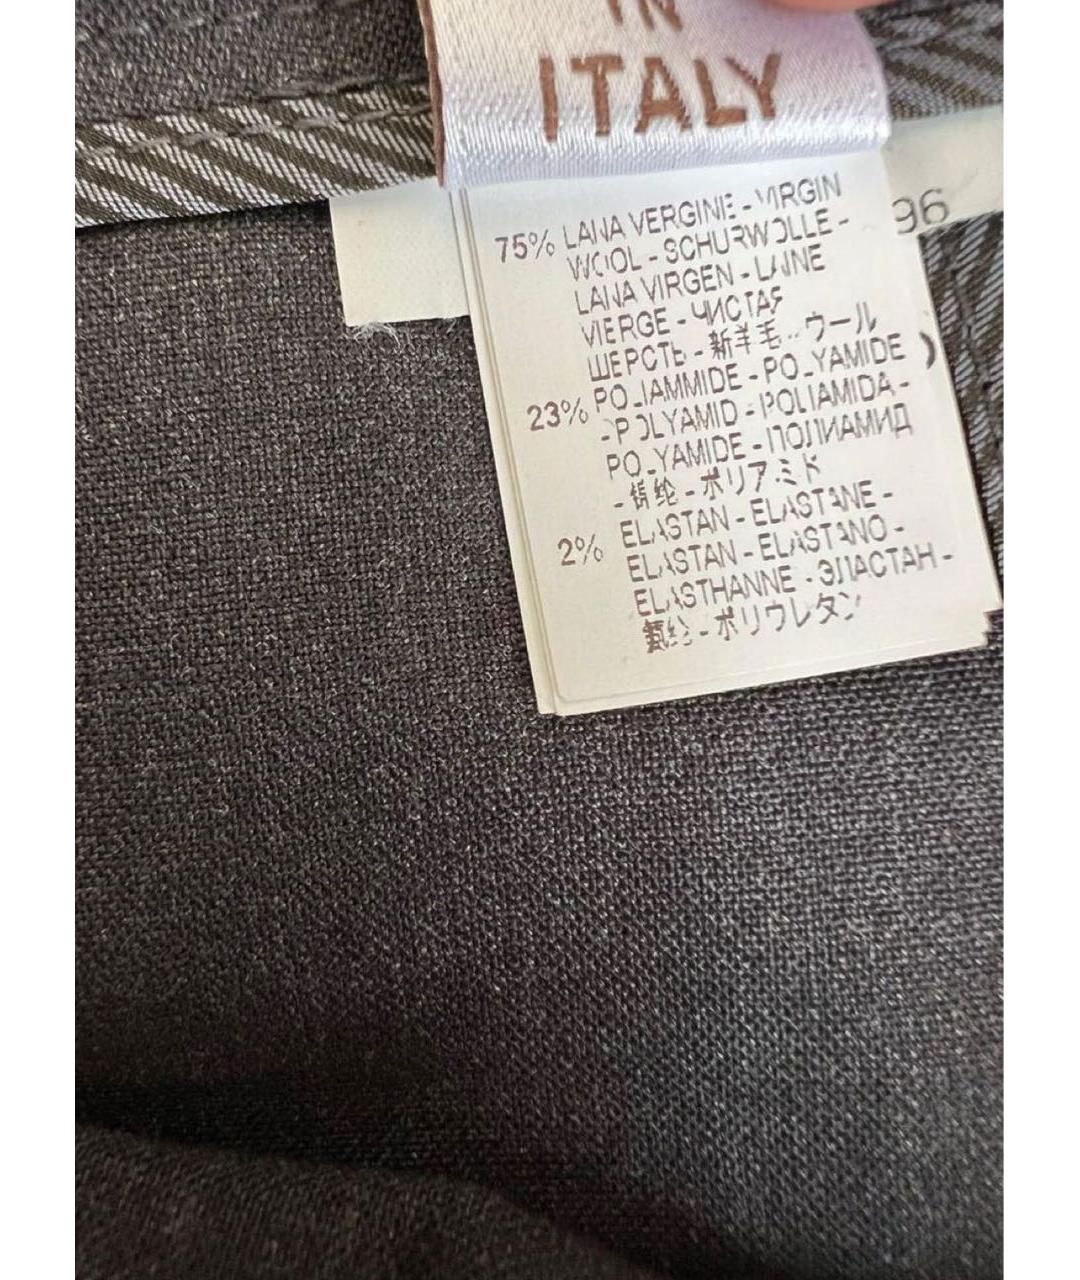 IN
ITALY
75% LANA VERGINE - VIRGIN
WOOL - SCHURWOLLE -
LANA VIRGEN - LAINE
VIERGE - ЧИСТАЯ
ШЕРСТЬ - 新羊毛 - ウール
23% POLIAMMIDE - POLYAMIDE
- POLYAMID - POLIAMIDA -
POLYAMIDE - ПОЛИАМИД
- 锦纶 - ポリアミド
2% ELASTAN - ELASTANE -
ELASTAN - ELASTANO -
ELASTHANNE - ЭЛАСТАН -
氨纶 - ポリウレタン
96